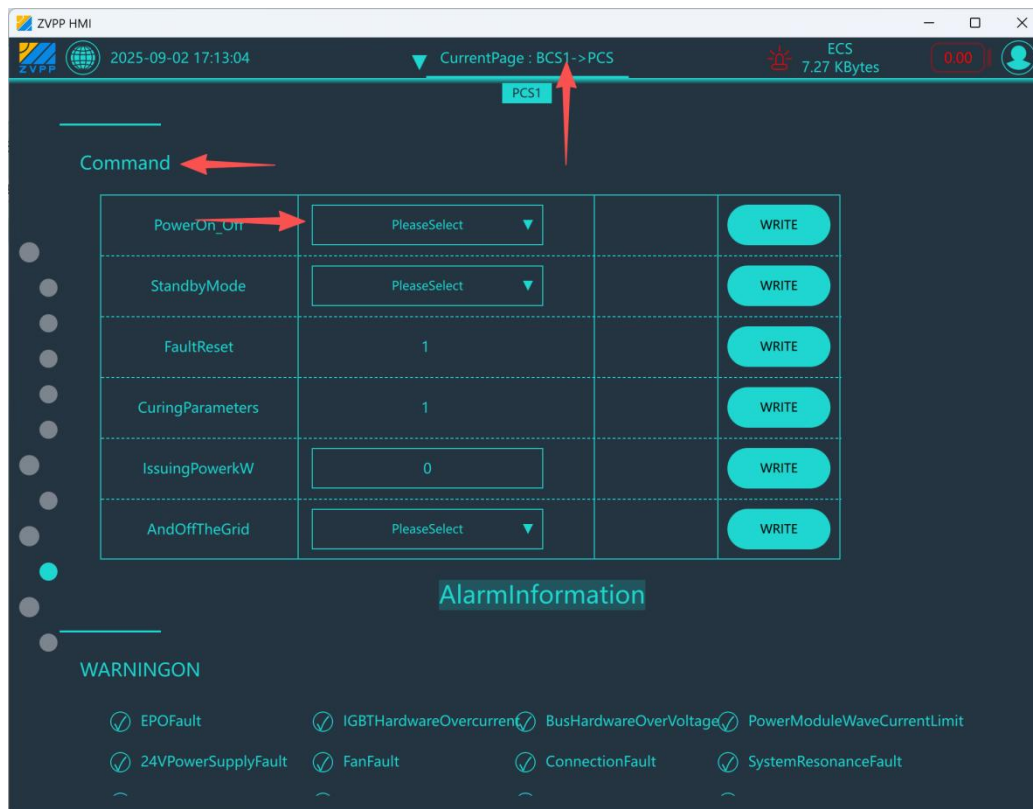 ZVPP HMI
ZVPP
2025-09-02 17:13:04
CurrentPage : BCS1->PCS
ECS
7.27 KBytes
0.00
PCS1
Command
PowerOn_Off PleaseSelect WRITE
StandbyMode PleaseSelect WRITE
FaultReset 1 WRITE
CuringParameters 1 WRITE
IssuingPowerkW 0 WRITE
AndOffTheGrid PleaseSelect WRITE
AlarmInformation
WARNINGON
EPOFault IGBTHardwareOvercurrent BusHardwareOverVoltage PowerModuleWaveCurrentLimit
24VPowerSupplyFault FanFault ConnectionFault SystemResonanceFault